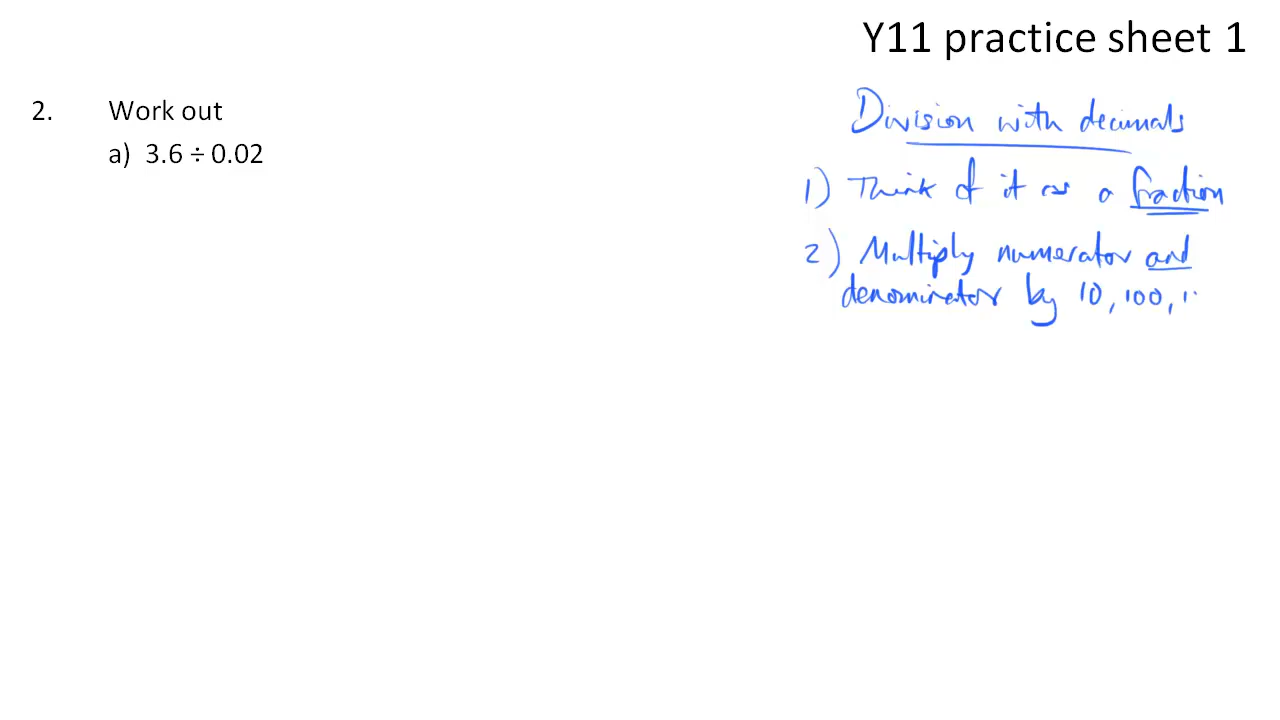 Y11 practice sheet 1
2. Work out
a) 3.6 ÷ 0.02
Division with decimals
1) Think of it as a fraction
2) Multiply numerator and
denominator by 10, 100, 1